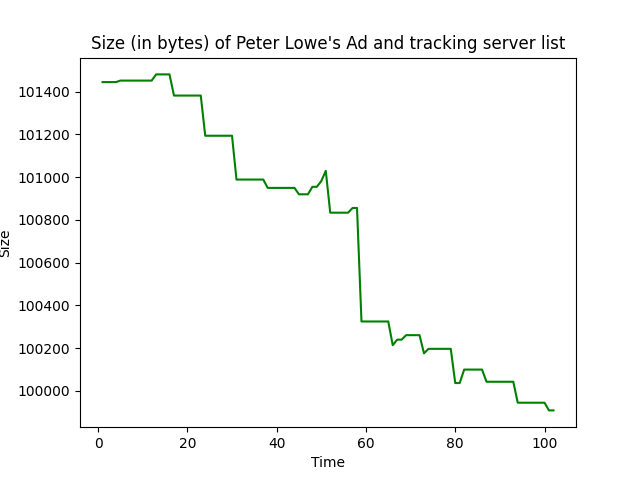 Size (in bytes) of Peter Lowe's Ad and tracking server list
101400
101200
101000
100800
100600
100400
100200
100000
Size
0 20 40 60 80 100
Time